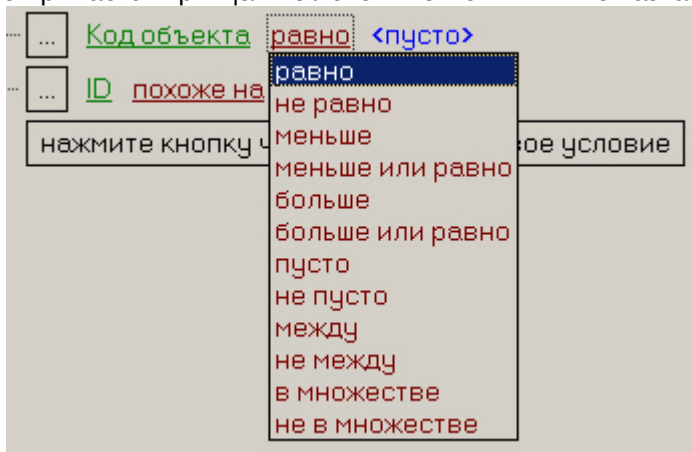 ... Код объекта равно <пусто>
... ID похоже на
равно
не равно
меньше
меньше или равно
больше
больше или равно
пусто
не пусто
между
не между
в множестве
не в множестве
нажмите кнопку условие